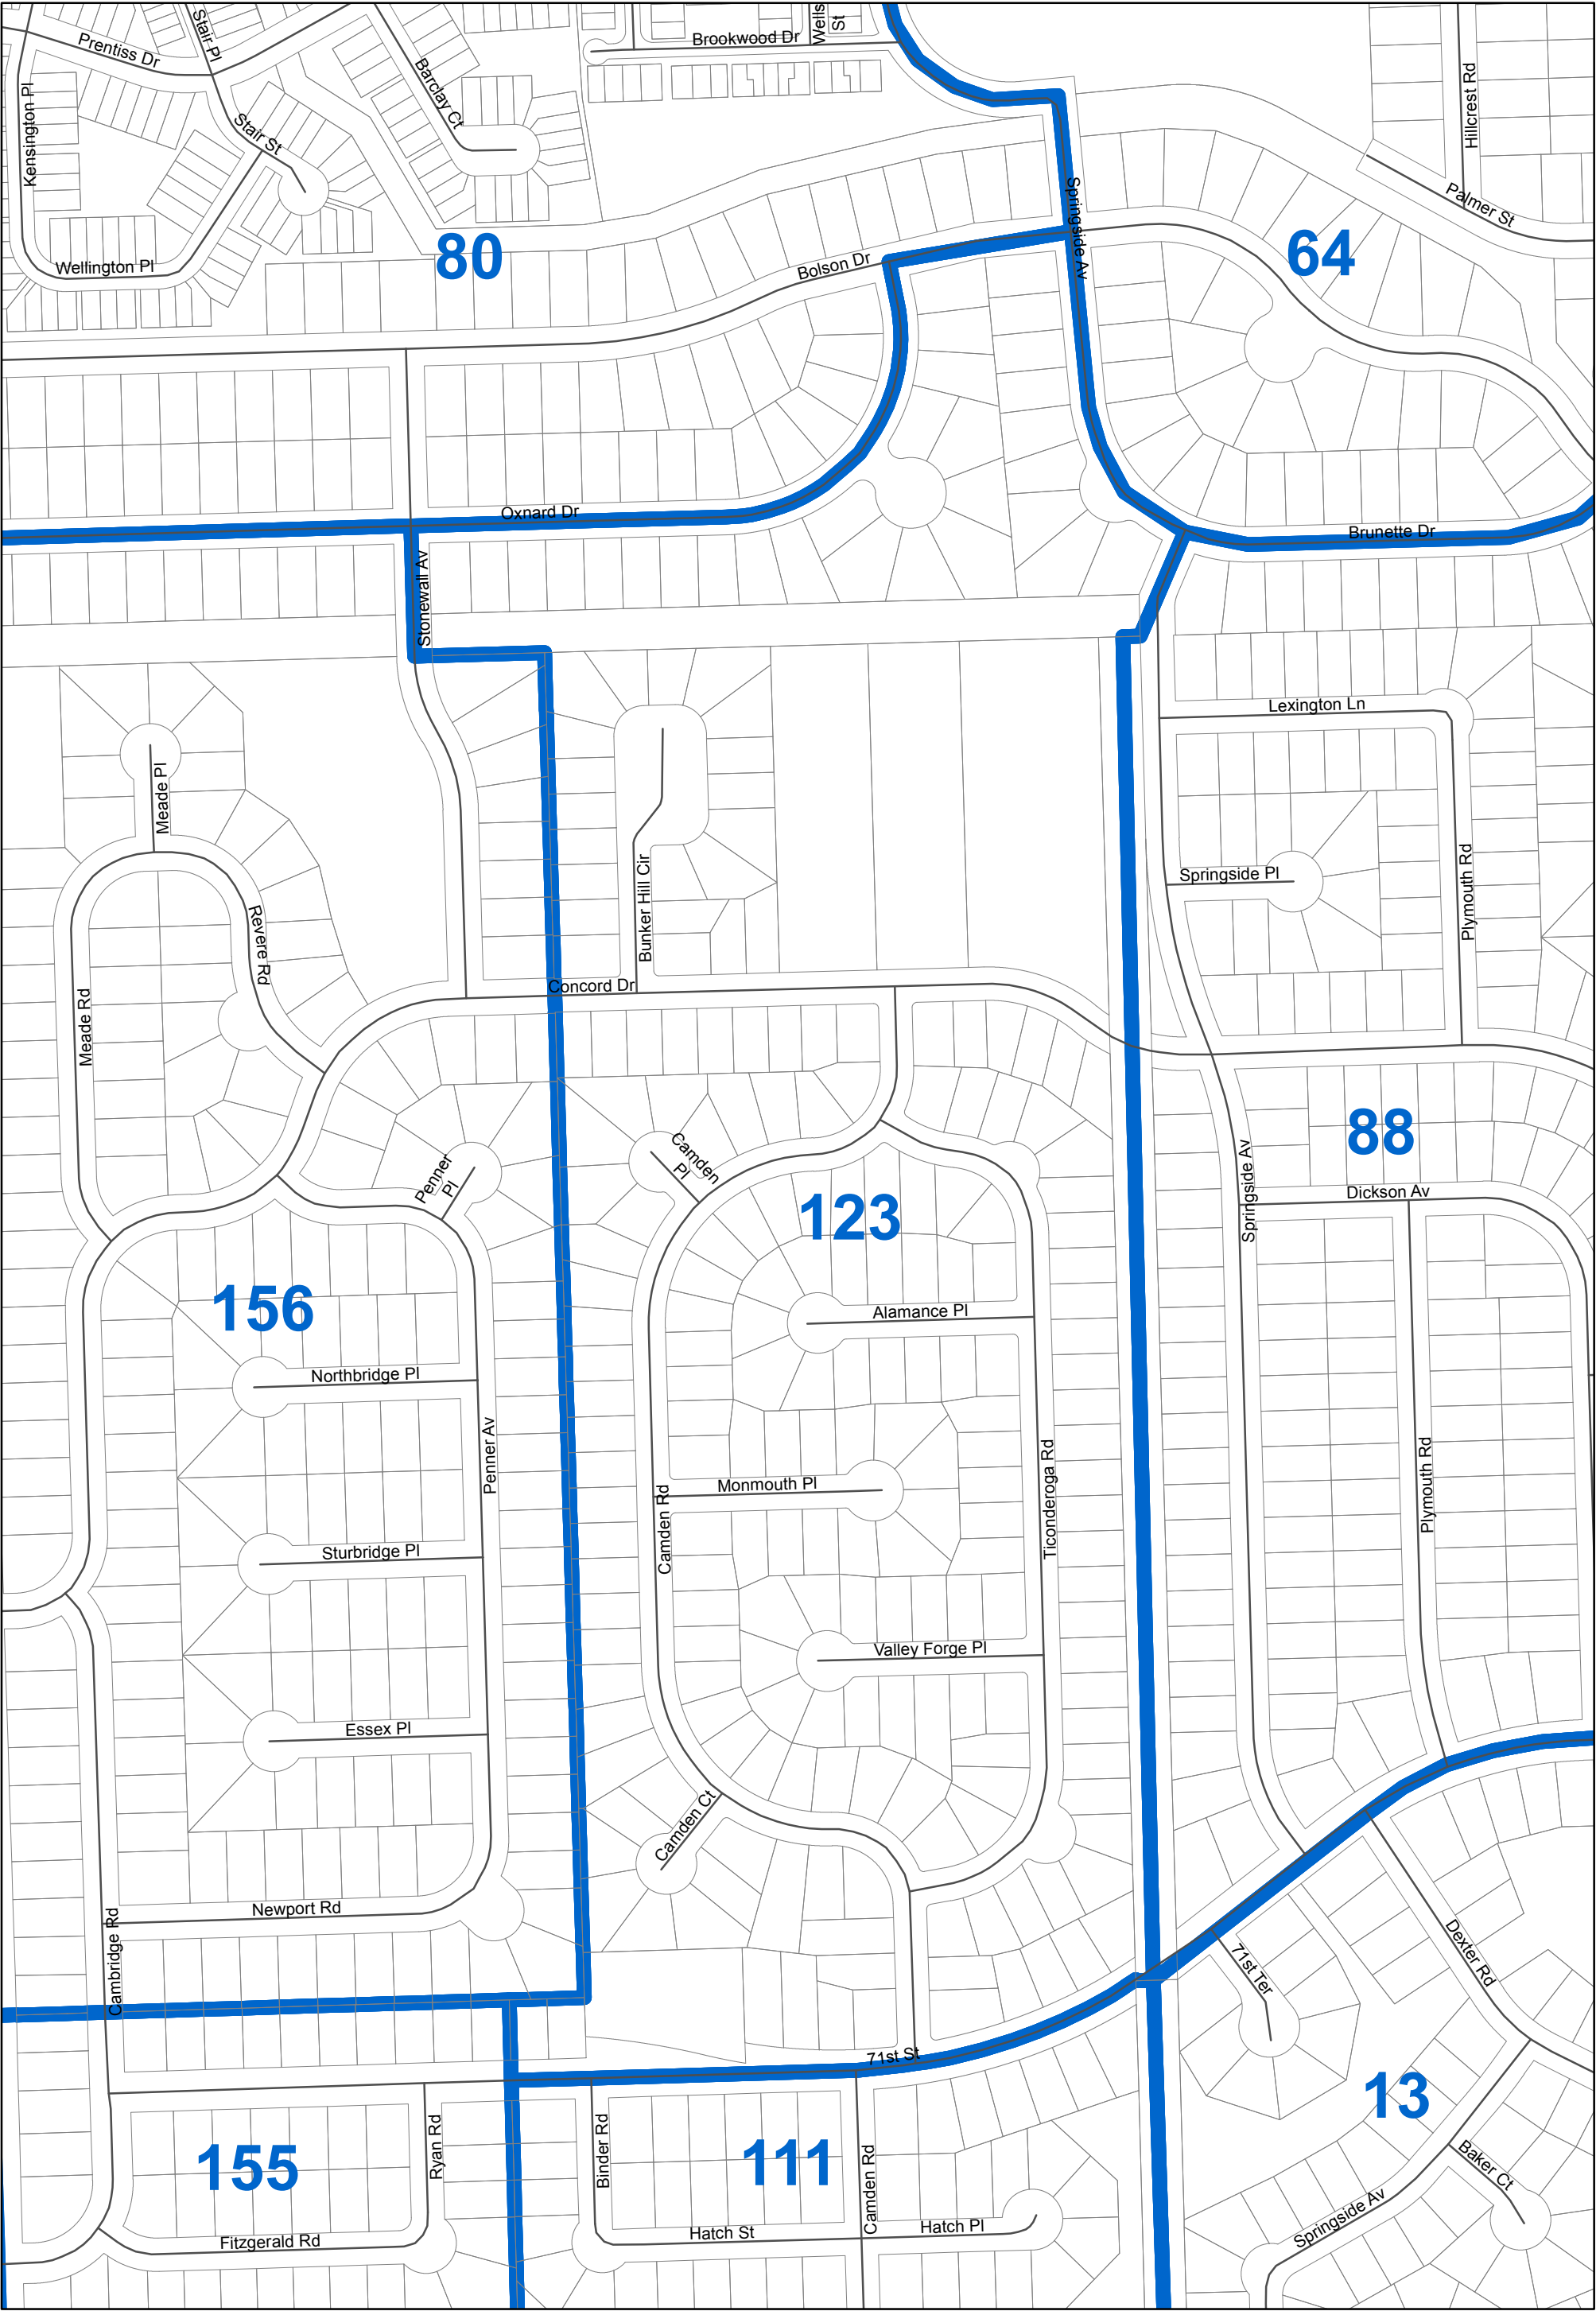 Stair Pl
Prentiss Dr
Kensington Pl
Stair St
Wellington Pl
Barclay Ct
Brookwood Dr
Wells
St
Hillcrest Rd
Palmer St
Springside Av
80
64
Bolson Dr
Oxnard Dr
Brunette Dr
Stonewall Av
Lexington Ln
Meade Pl
Springside Pl
Plymouth Rd
Bunker Hill Cir
Revere Rd
Concord Dr
Meade Rd
88
Camden
Pl
Penner
Pl
Springside Av
Dickson Av
123
156
Alamance Pl
Northbridge Pl
Penner Av
Monmouth Pl
Camden Rd
Ticonderoga Rd
Plymouth Rd
Sturbridge Pl
Valley Forge Pl
Essex Pl
Camden Ct
Newport Rd
Cambridge Rd
71st Ter
Dexter Rd
71st St
13
155
Ryan Rd
Binder Rd
111
Camden Rd
Baker Ct
Springside Av
Fitzgerald Rd
Hatch St
Hatch Pl